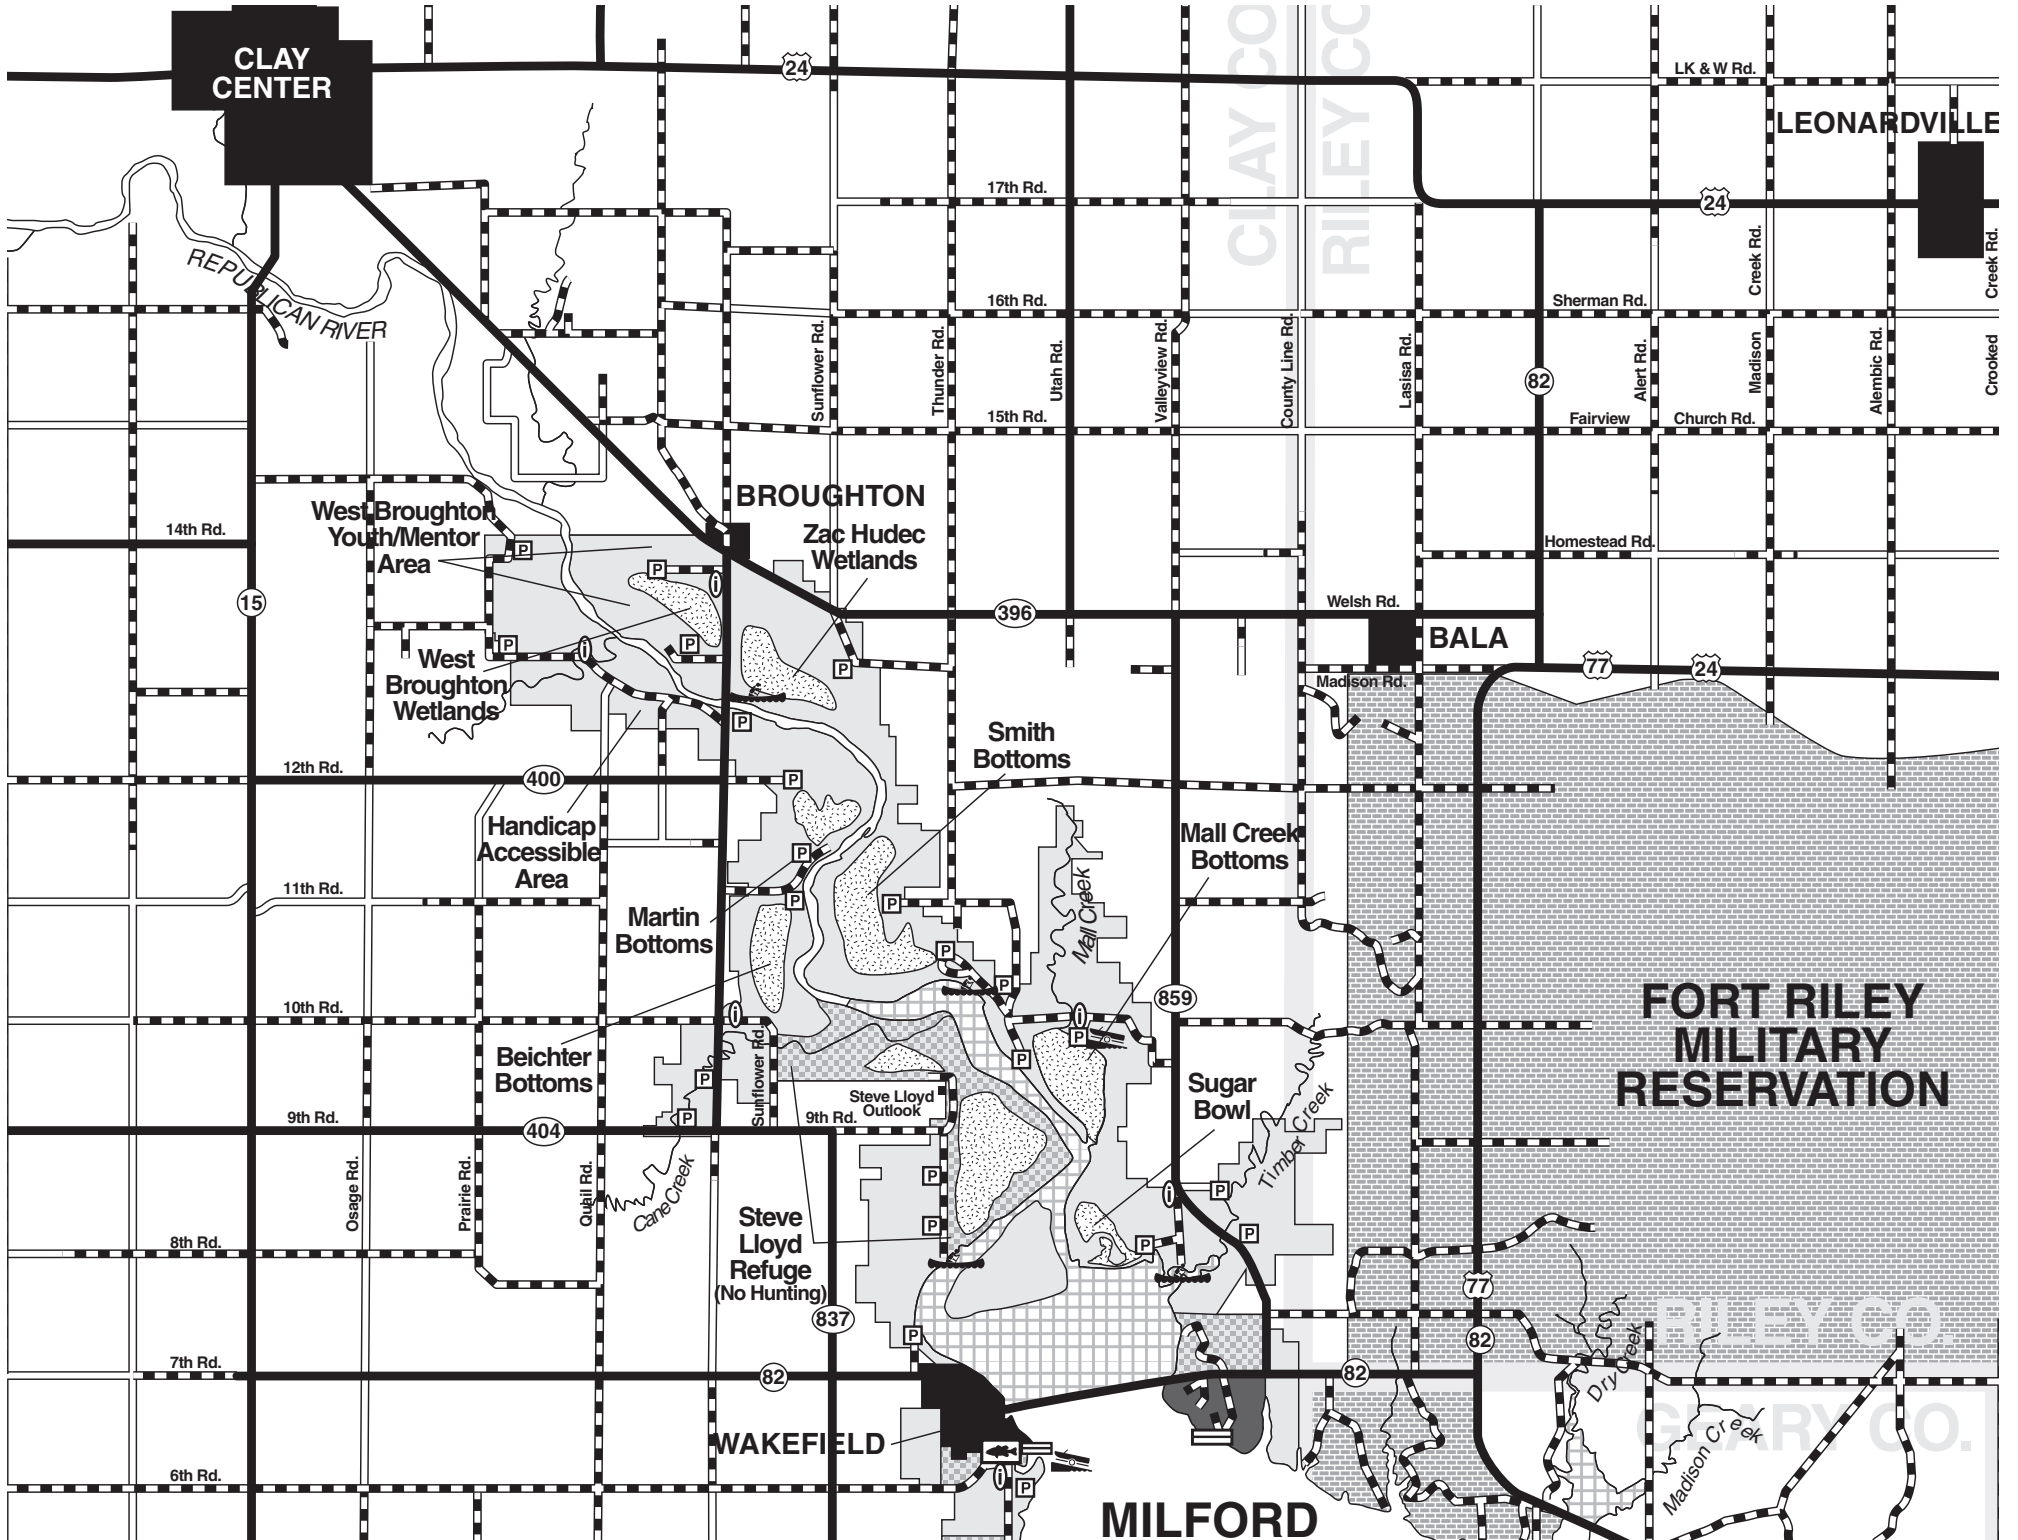 CLAY CO
RILEY CO
CLAY
CENTER
24
LK & W Rd.
LEONARDVILLE
17th Rd.
24
REPUBLICAN RIVER
Creek Rd.
Creek Rd.
16th Rd.
Sherman Rd.
Sunflower Rd.
Thunder Rd.
Utah Rd.
Valleyview Rd.
County Line Rd.
Lasisa Rd.
82
Alert Rd.
Madison
Alembic Rd.
Crooked
15th Rd.
Fairview
Church Rd.
BROUGHTON
West Broughton
Youth/Mentor
Area
Zac Hudec
Wetlands
14th Rd.
Homestead Rd.
P
P
i
15
396
Welsh Rd.
BALA
P
P
i
West
Broughton
Wetlands
P
77
24
Madison Rd.
P
Smith
Bottoms
12th Rd.
400
P
Handicap
Accessible
Area
P
Mall Creek
Bottoms
Mall Creek
11th Rd.
P
P
Martin
Bottoms
P
P
859
FORT RILEY
MILITARY
RESERVATION
10th Rd.
i
i
P
Beichter
Bottoms
Sunflower Rd.
P
P
Sugar
Bowl
Steve Lloyd
Outlook
9th Rd.
404
P
9th Rd.
Timber Creek
Osage Rd.
Prairie Rd.
Quail Rd.
Cane Creek
P
i
P
Steve
Lloyd
Refuge
(No Hunting)
P
P
P
8th Rd.
77
837
P
82
RILEY CO.
7th Rd.
82
82
Dry Creek
GEARY CO.
Madison Creek
WAKEFIELD
6th Rd.
i
P
MILFORD